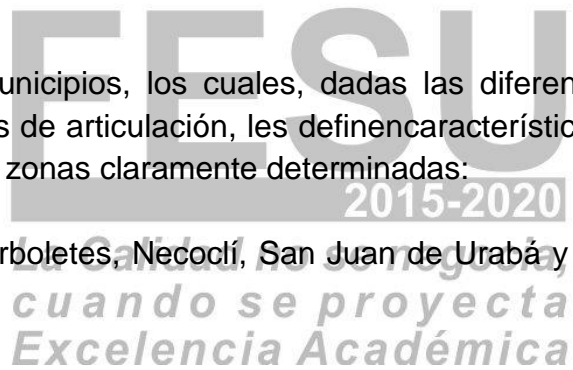 FESU
unicipios, los cuales, dadas las diferen
s de articulación, les definencaracterístic
zonas claramente determinadas:
2015-2020
rboletes, Necoclí, San Juan de Urabá y
La Calidad no se negocia,
cuando se proyecta
Excelencia Académica